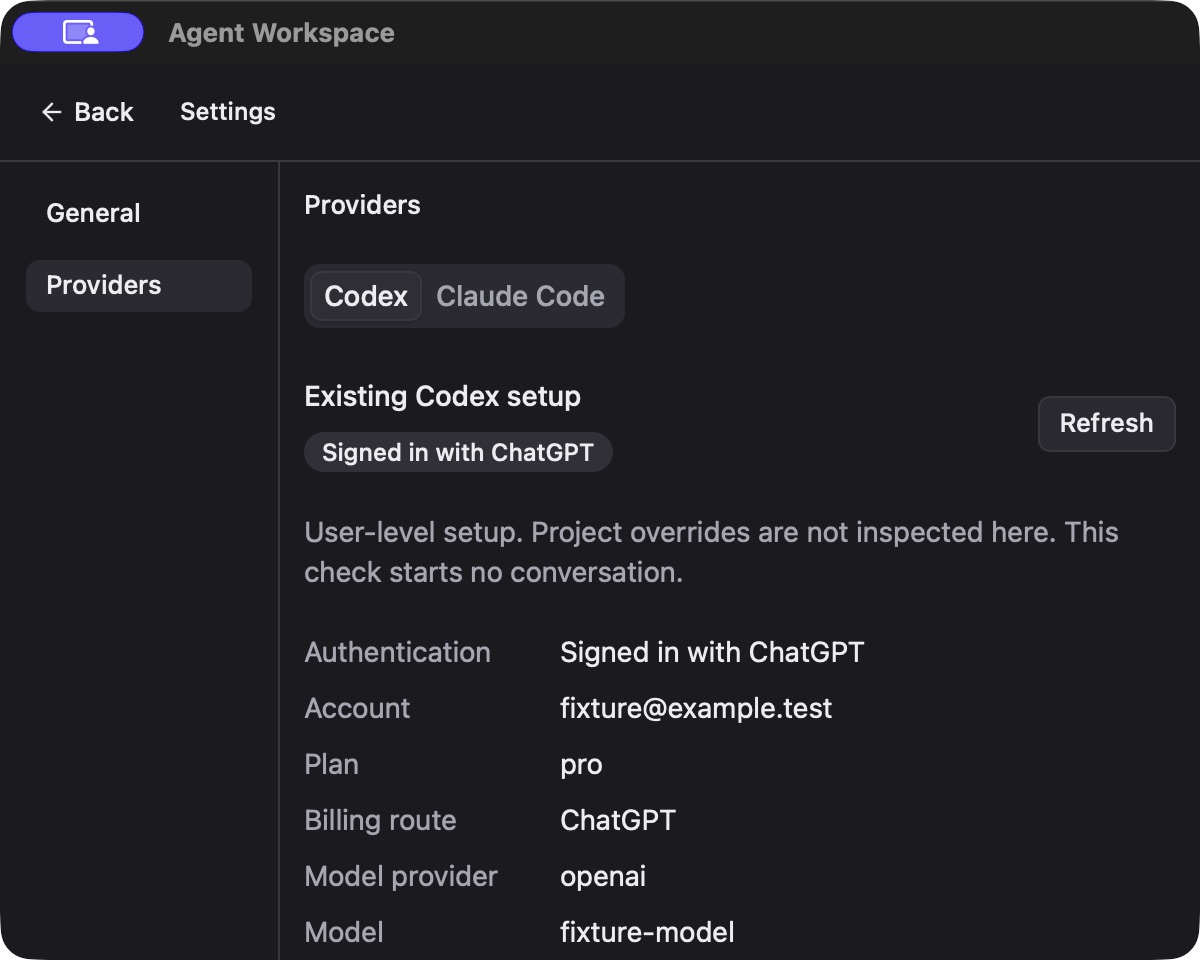 Agent Workspace
Back
Settings
General
Providers
Providers
Codex
Claude Code
Existing Codex setup
Signed in with ChatGPT
Refresh
User-level setup. Project overrides are not inspected here. This
check starts no conversation.
Authentication Signed in with ChatGPT
Account fixture@example.test
Plan pro
Billing route ChatGPT
Model provider openai
Model fixture-model